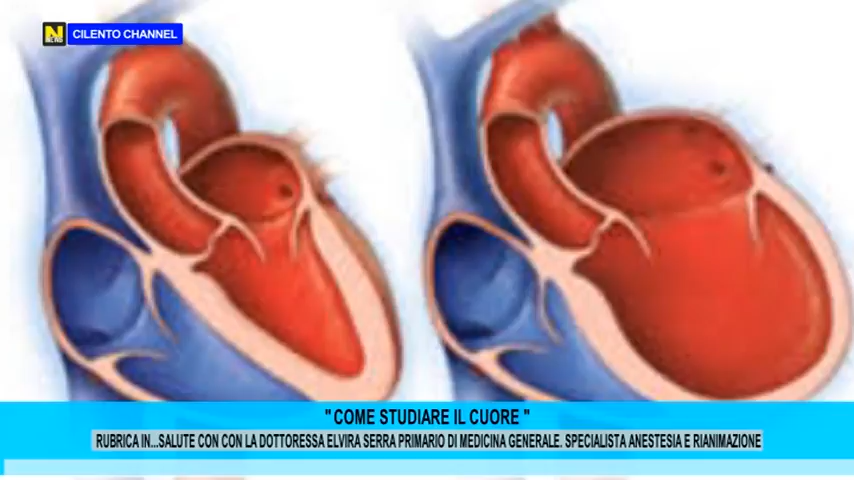 CILENTO CHANNEL
"COME STUDIARE IL CUORE "
RUBRICA IN...SALUTE CON CON LA DOTTORESSA ELVIRA SERRA PRIMARIO DI MEDICINA GENERALE. SPECIALISTA ANESTESIA E RIANIMAZIONE